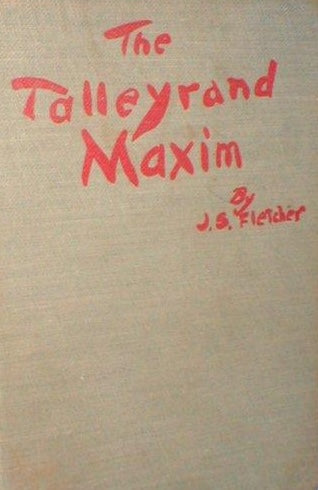 The
Talleyrand
Maxim
By
J. S. Fletcher